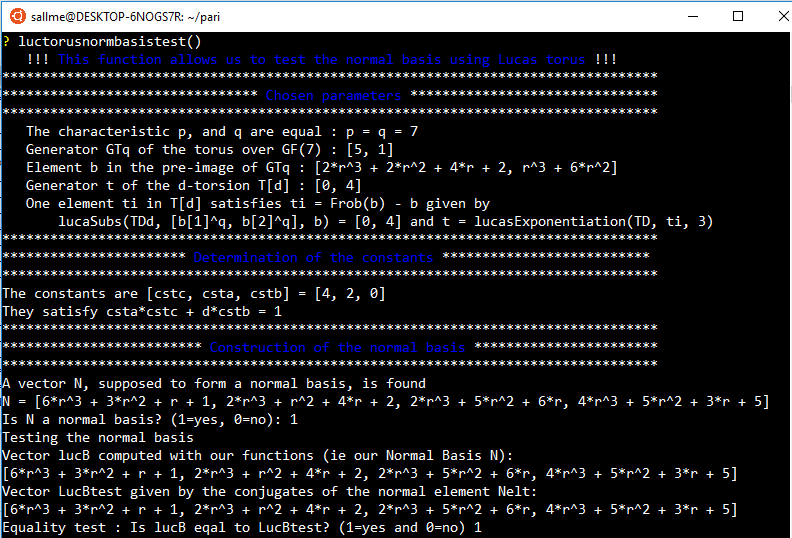 sallme@DESKTOP-6NOGS7R: ~/pari
? luctorusnormbasistest()
!!! This function allows us to test the normal basis using Lucas torus !!!
**********************************************************************************
******************************** Chosen parameters *******************************
**********************************************************************************
The characteristic p, and q are equal : p = q = 7
Generator GTq of the torus over GF(7) : [5, 1]
Element b in the pre-image of GTq : [2*r^3 + 2*r^2 + 4*r + 2, r^3 + 6*r^2]
Generator t of the d-torsion T[d] : [0, 4]
One element ti in T[d] satisfies ti = Frob(b) - b given by
lucaSubs(TDd, [b[1]^q, b[2]^q], b) = [0, 4] and t = lucasExponentiation(TD, ti, 3)
**********************************************************************************
*********************** Determination of the constants **************************
**********************************************************************************
The constants are [cstc, csta, cstb] = [4, 2, 0]
They satisfy csta*cstc + d*cstb = 1
**********************************************************************************
************************* Construction of the normal basis ***********************
**********************************************************************************
A vector N, supposed to form a normal basis, is found
N = [6*r^3 + 3*r^2 + r + 1, 2*r^3 + r^2 + 4*r + 2, 2*r^3 + 5*r^2 + 6*r, 4*r^3 + 5*r^2 + 3*r + 5]
Is N a normal basis? (1=yes, 0=no): 1
Testing the normal basis
Vector lucB computed with our functions (ie our Normal Basis N):
[6*r^3 + 3*r^2 + r + 1, 2*r^3 + r^2 + 4*r + 2, 2*r^3 + 5*r^2 + 6*r, 4*r^3 + 5*r^2 + 3*r + 5]
Vector LucBtest given by the conjugates of the normal element Nelt:
[6*r^3 + 3*r^2 + r + 1, 2*r^3 + r^2 + 4*r + 2, 2*r^3 + 5*r^2 + 6*r, 4*r^3 + 5*r^2 + 3*r + 5]
Equality test : Is lucB eqal to LucBtest? (1=yes and 0=no) 1